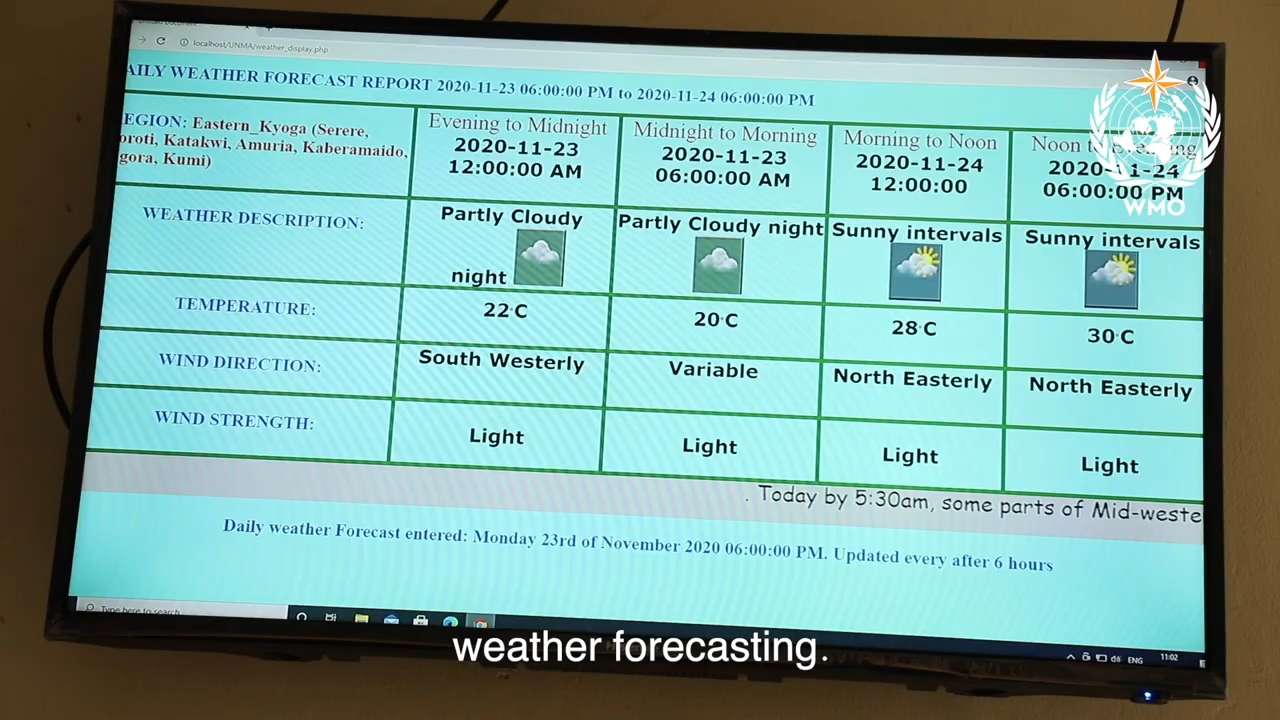 localhost/UNMA/weather_display.php
AILY WEATHER FORECAST REPORT 2020-11-23 06:00:00 PM to 2020-11-24 06:00:00 PM
EGION: Eastern_Kyoga (Serere,
oroti, Katakwi, Amuria, Kaberamaido,
gora, Kumi)
Evening to Midnight
2020-11-23
12:00:00 AM
Midnight to Morning
2020-11-23
06:00:00 AM
Morning to Noon
2020-11-24
12:00:00
Noon to Evening
2020-11-24
06:00:00 PM
WMO
WEATHER DESCRIPTION:
Partly Cloudy
night
Partly Cloudy night
Sunny intervals
Sunny intervals
TEMPERATURE:
22°C
20°C
28°C
30°C
WIND DIRECTION:
South Westerly
Variable
North Easterly
North Easterly
WIND STRENGTH:
Light
Light
Light
Light
. Today by 5:30am, some parts of Mid-weste
Daily weather Forecast entered: Monday 23rd of November 2020 06:00:00 PM. Updated every after 6 hours
Type here to search
ENG
11:02
weather forecasting.